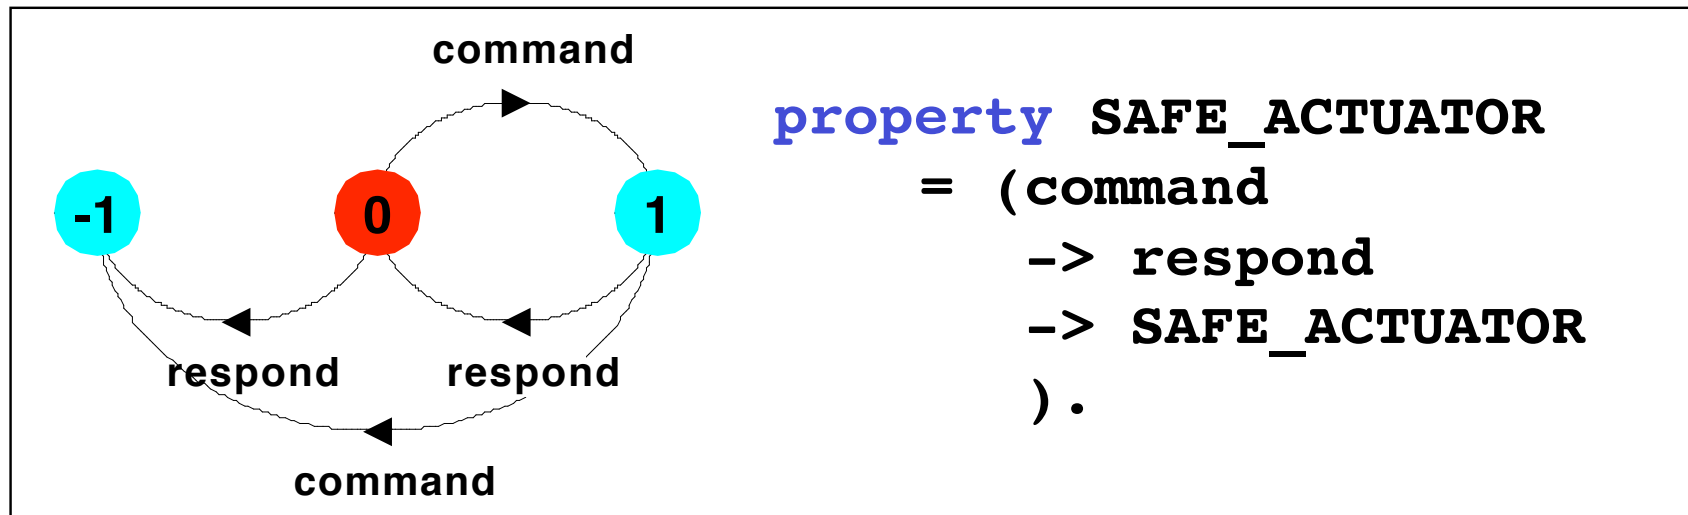 command
-1
0
1
respond
respond
command
property SAFE_ACTUATOR
= (command
-> respond
-> SAFE_ACTUATOR
).